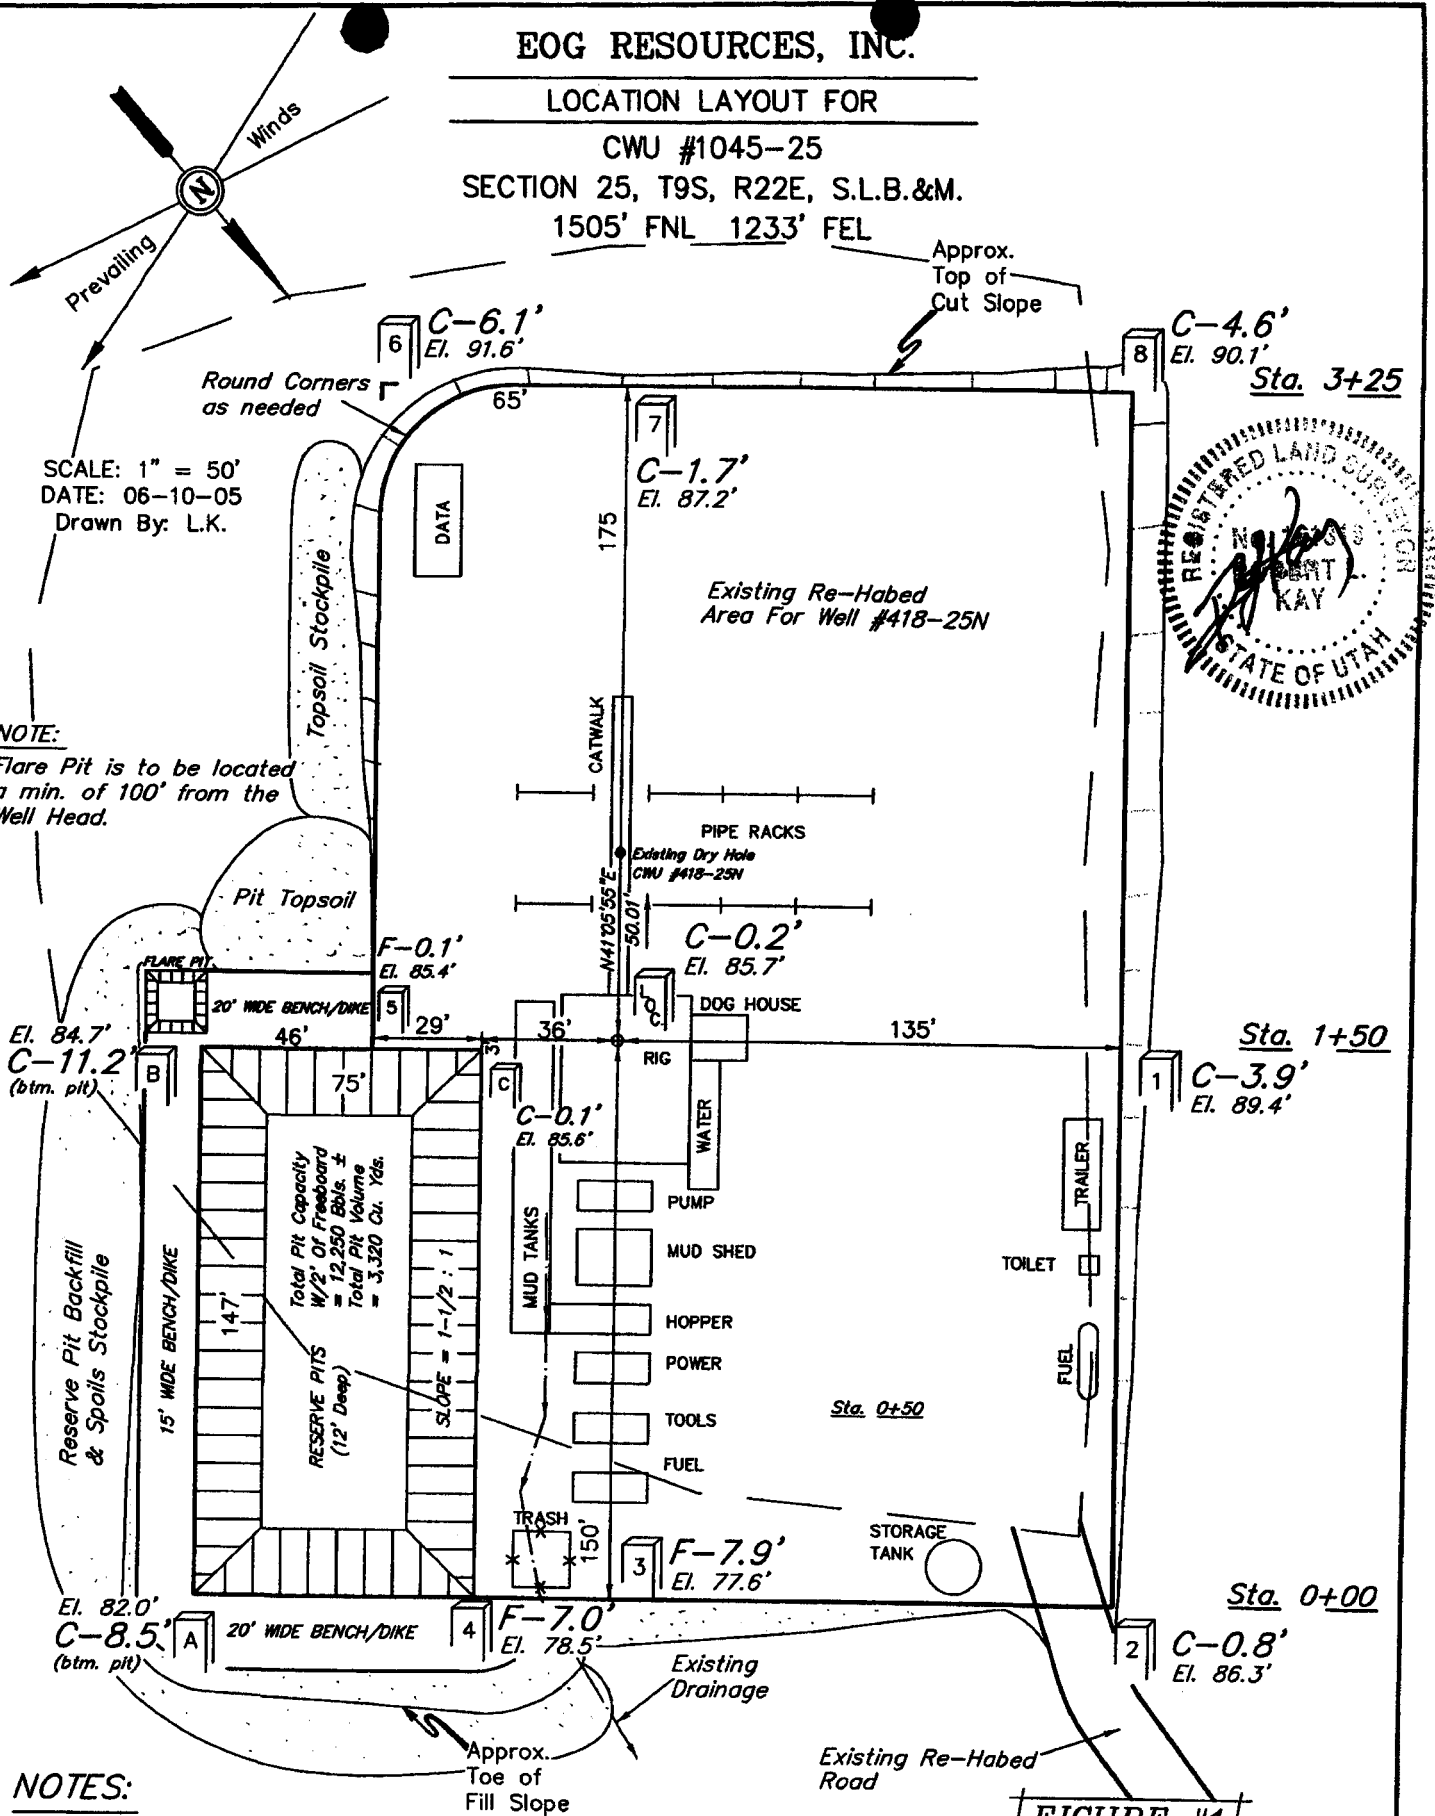 EOG RESOURCES, INC.
LOCATION LAYOUT FOR
CWU #1045-25
SECTION 25, T9S, R22E, S.L.B.&M.
1505' FNL 1233' FEL
Winds
N
Prevailing
Approx.
Top of
Cut Slope
6
C-6.1'
El. 91.6'
8
C-4.6'
El. 90.1'
Sta. 3+25
Round Corners
as needed
65'
7
C-1.7'
El. 87.2'
SCALE: 1" = 50'
DATE: 06-10-05
Drawn By: L.K.
DATA
175
Topsoil Stockpile
Existing Re-Habed
Area For Well #418-25N
REGISTERED LAND SURVEYOR
KAY
STATE OF UTAH
NOTE:
Flare Pit is to be located
a min. of 100' from the
Well Head.
CATWALK
PIPE RACKS
Existing Dry Hole
CWU #418-25N
N41°05'55"E
50.01'
Pit Topsoil
F-0.1'
El. 85.4'
C-0.2'
El. 85.7'
FLARE PIT
20' WIDE BENCH/DIKE
5
LOC.
DOG HOUSE
El. 84.7'
C-11.2'
(btm. pit)
46'
29'
36'
135'
Sta. 1+50
B
75'
3'
C
RIG
1
C-3.9'
El. 89.4'
C-0.1'
El. 85.6'
WATER
TRAILER
Total Pit Capacity
W/2' Of Freeboard
= 12,250 Bbls. ±
Total Pit Volume
= 3,320 Cu. Yds.
PUMP
MUD TANKS
MUD SHED
TOILET
Reserve Pit Backfill
& Spoils Stockpile
15' WIDE BENCH/DIKE
147'
RESERVE PITS
(12' Deep)
SLOPE = 1-1/2 : 1
HOPPER
POWER
FUEL
TOOLS
Sta. 0+50
FUEL
TRASH
150'
3
F-7.9'
El. 77.6'
STORAGE
TANK
El. 82.0'
C-8.5'
(btm. pit)
A
20' WIDE BENCH/DIKE
4
F-7.0'
El. 78.5'
Sta. 0+00
2
C-0.8'
El. 86.3'
Existing
Drainage
Approx.
Toe of
Fill Slope
Existing Re-Habed
Road
NOTES:
FIGURE #1